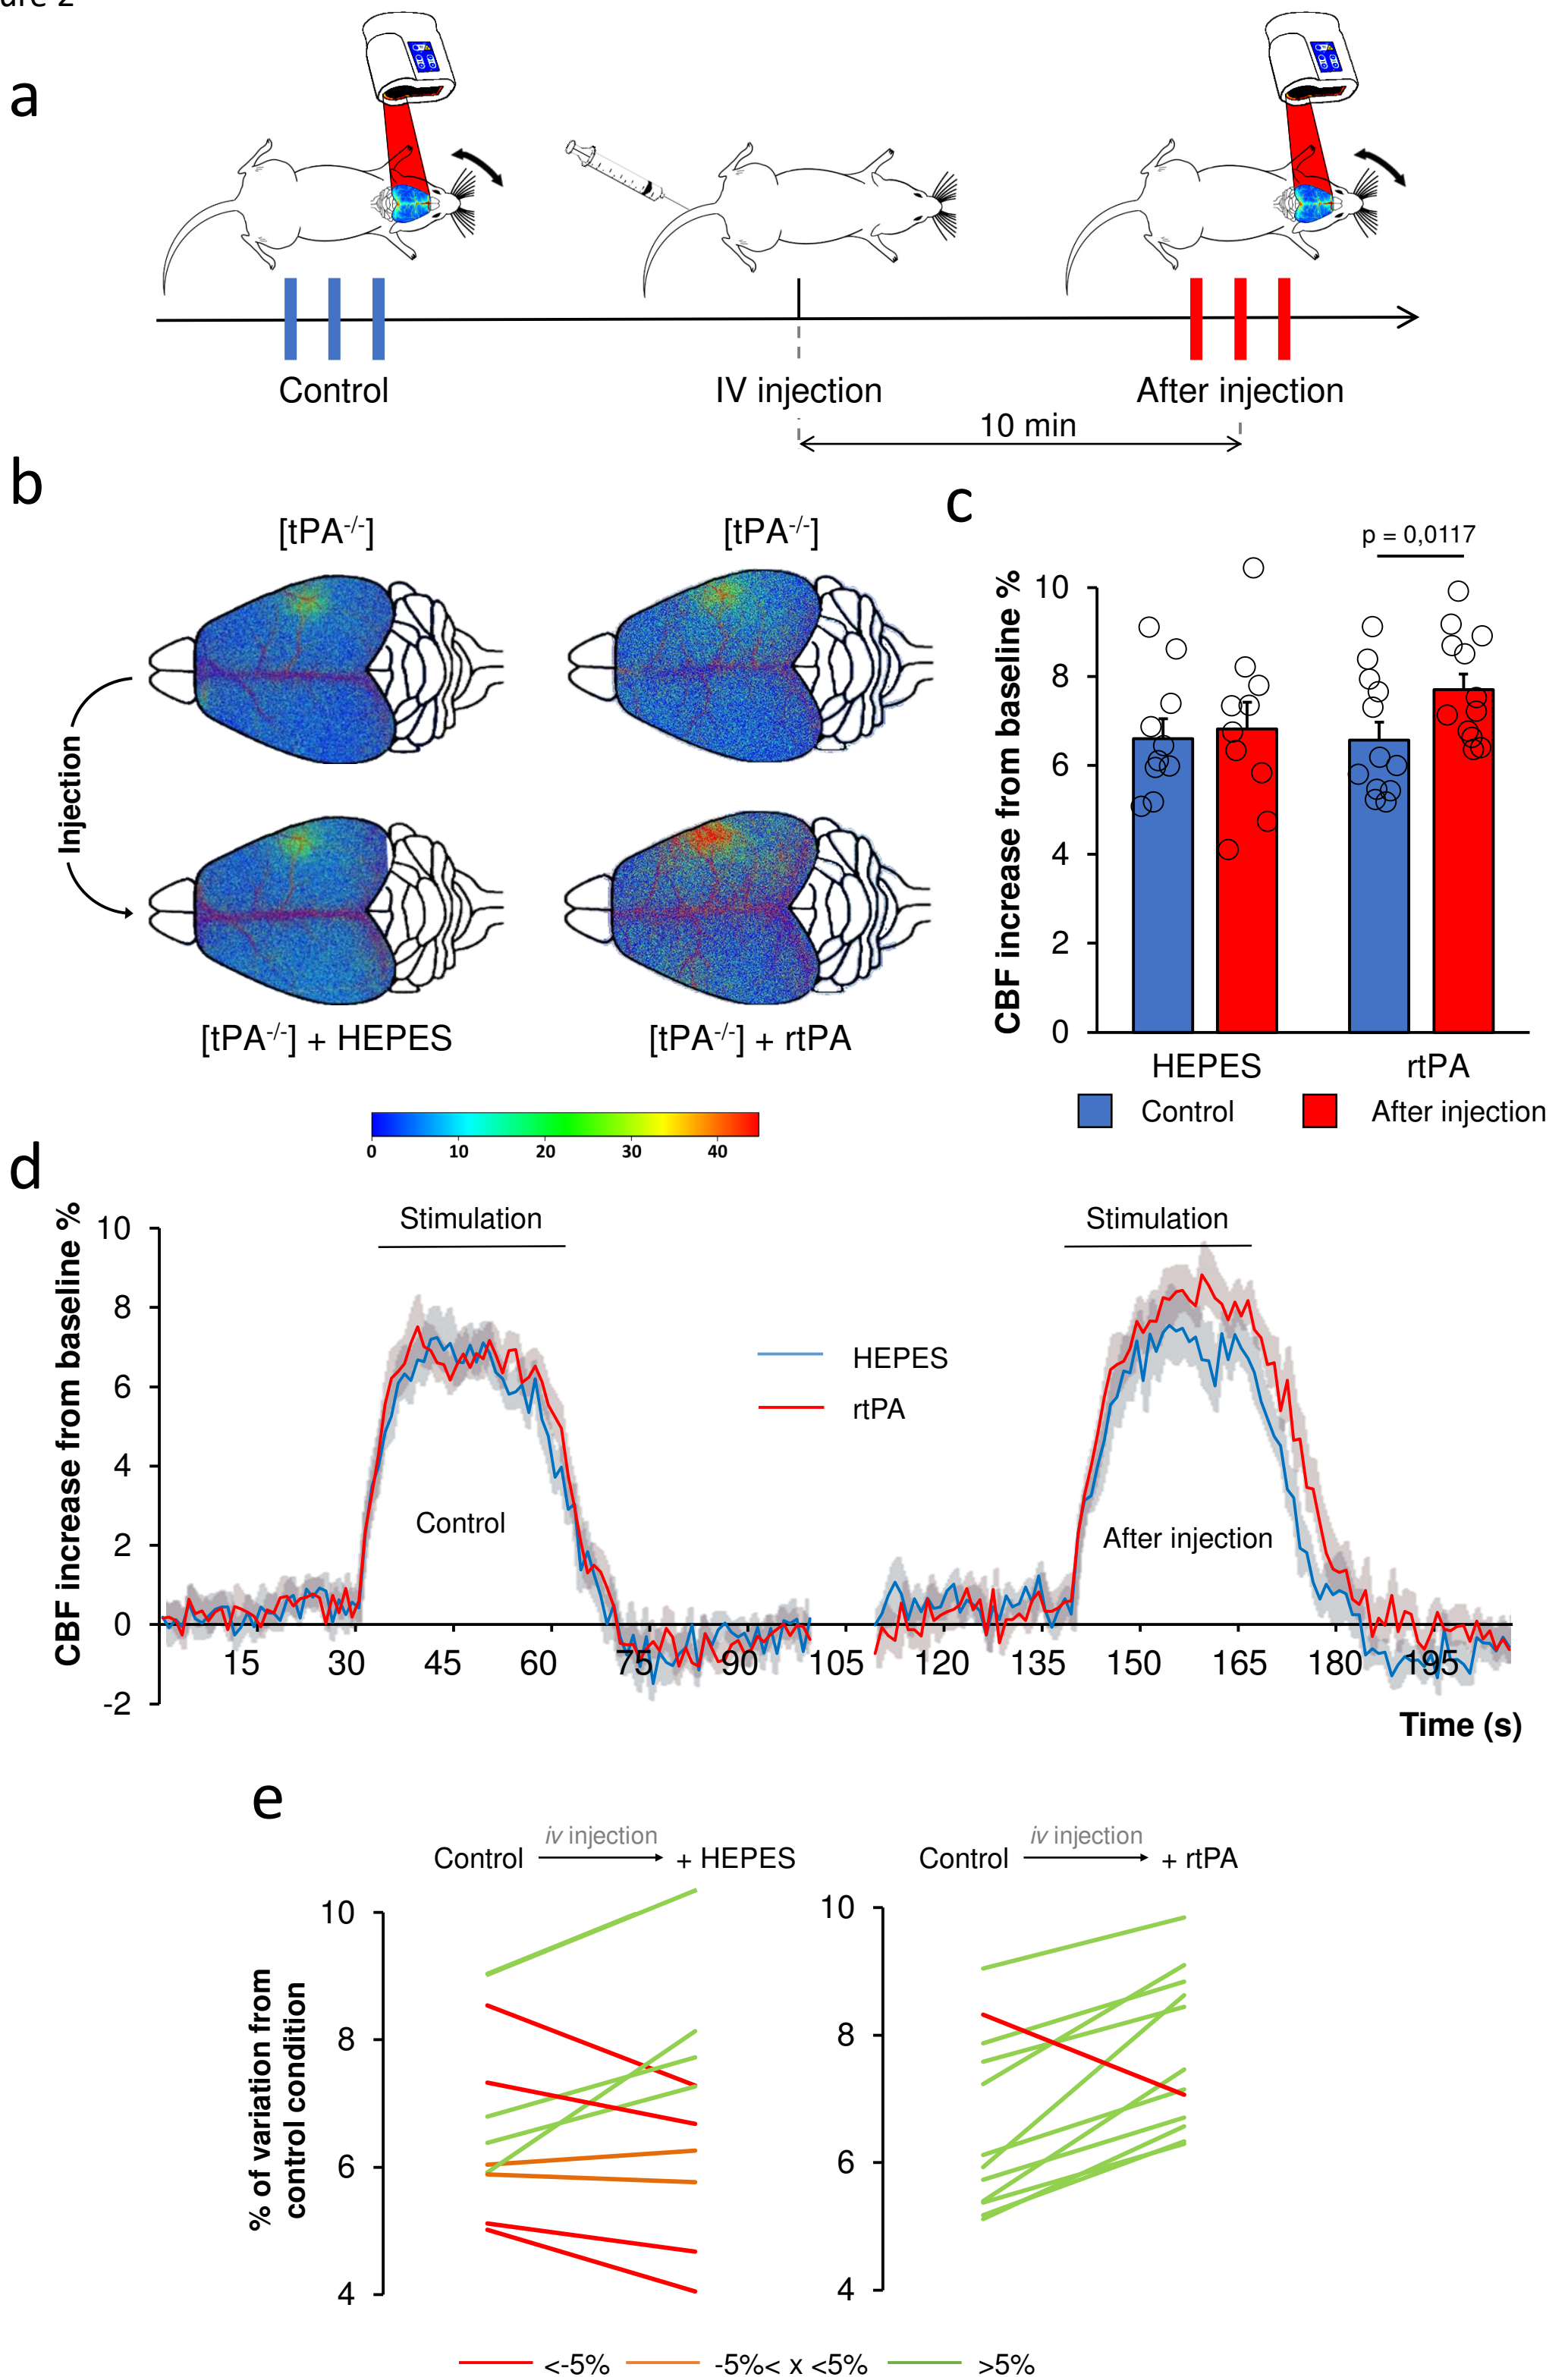 a
Control
IV injection
After injection
10 min
b
[tPA-/-]
[tPA-/-]
Injection
[tPA-/-] + HEPES
[tPA-/-] + rtPA
0 10 20 30 40
c
p = 0,0117
CBF increase from baseline %
10
8
6
4
2
0
HEPES
rtPA
Control
After injection
d
CBF increase from baseline %
10
8
6
4
2
0
-2
Stimulation
Stimulation
HEPES
rtPA
Control
After injection
15 30 45 60 75 90 105 120 135 150 165 180 195
Time (s)
e
iv injection
Control
+ HEPES
iv injection
Control
+ rtPA
% of variation from
control condition
10
8
6
4
10
8
6
4
<-5%
-5%< x <5%
>5%